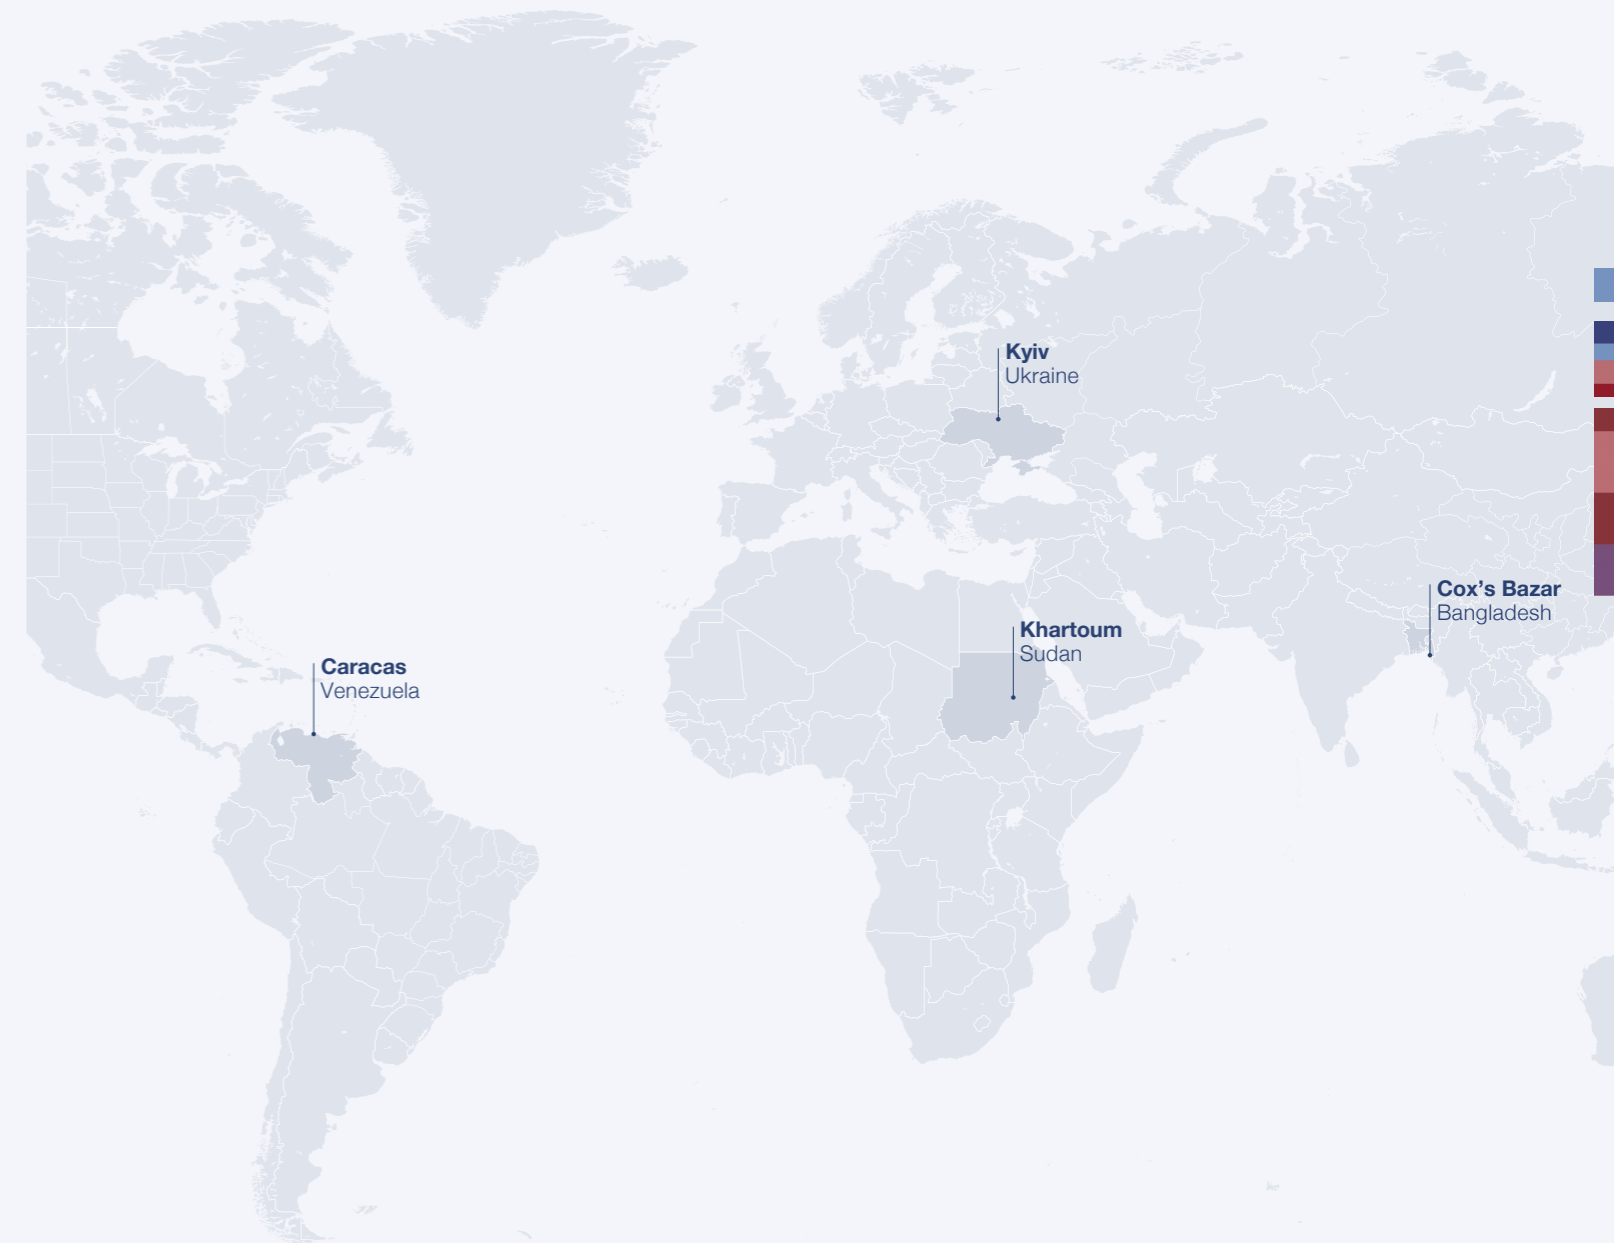 Kyiv
Ukraine
Cox’s Bazar
Bangladesh
Khartoum
Sudan
Caracas
Venezuela